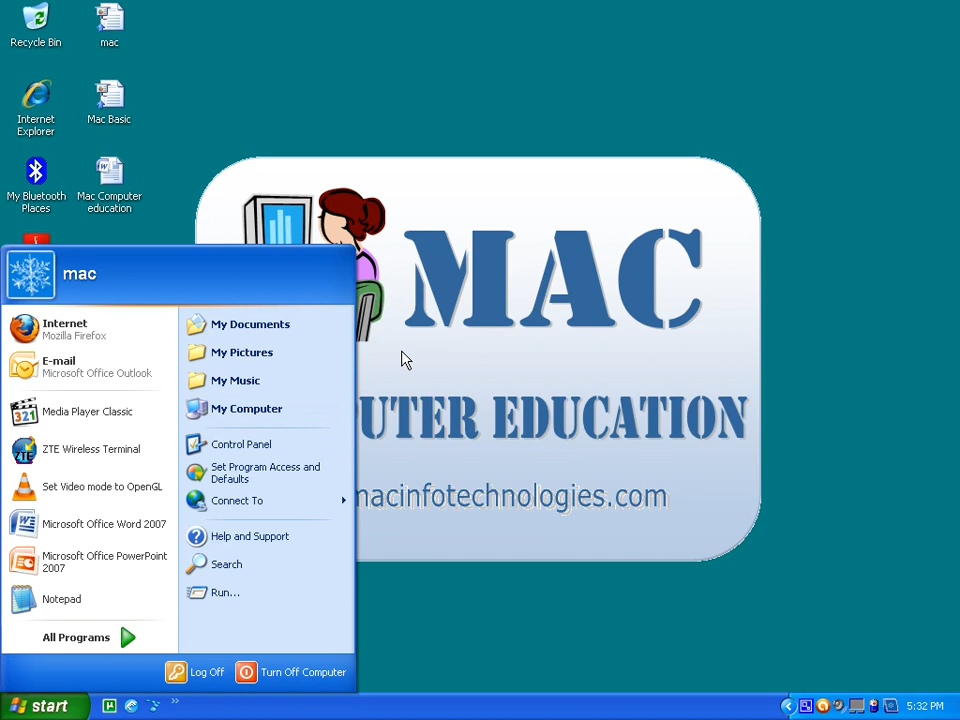 Recycle Bin
mac
Internet
Explorer
Mac Basic
My Bluetooth
Places
Mac Computer
education
mac
Internet
Mozilla Firefox
E-mail
Microsoft Office Outlook
Media Player Classic
ZTE
ZTE Wireless Terminal
Set Video mode to OpenGL
Microsoft Office Word 2007
Microsoft Office PowerPoint
2007
Notepad
All Programs
My Documents
My Pictures
My Music
My Computer
Control Panel
Set Program Access and
Defaults
Connect To
Help and Support
Search
Run...
Log Off
Turn Off Computer
MAC
PUTER EDUCATION
macinfotechnologies.com
start
5:32 PM